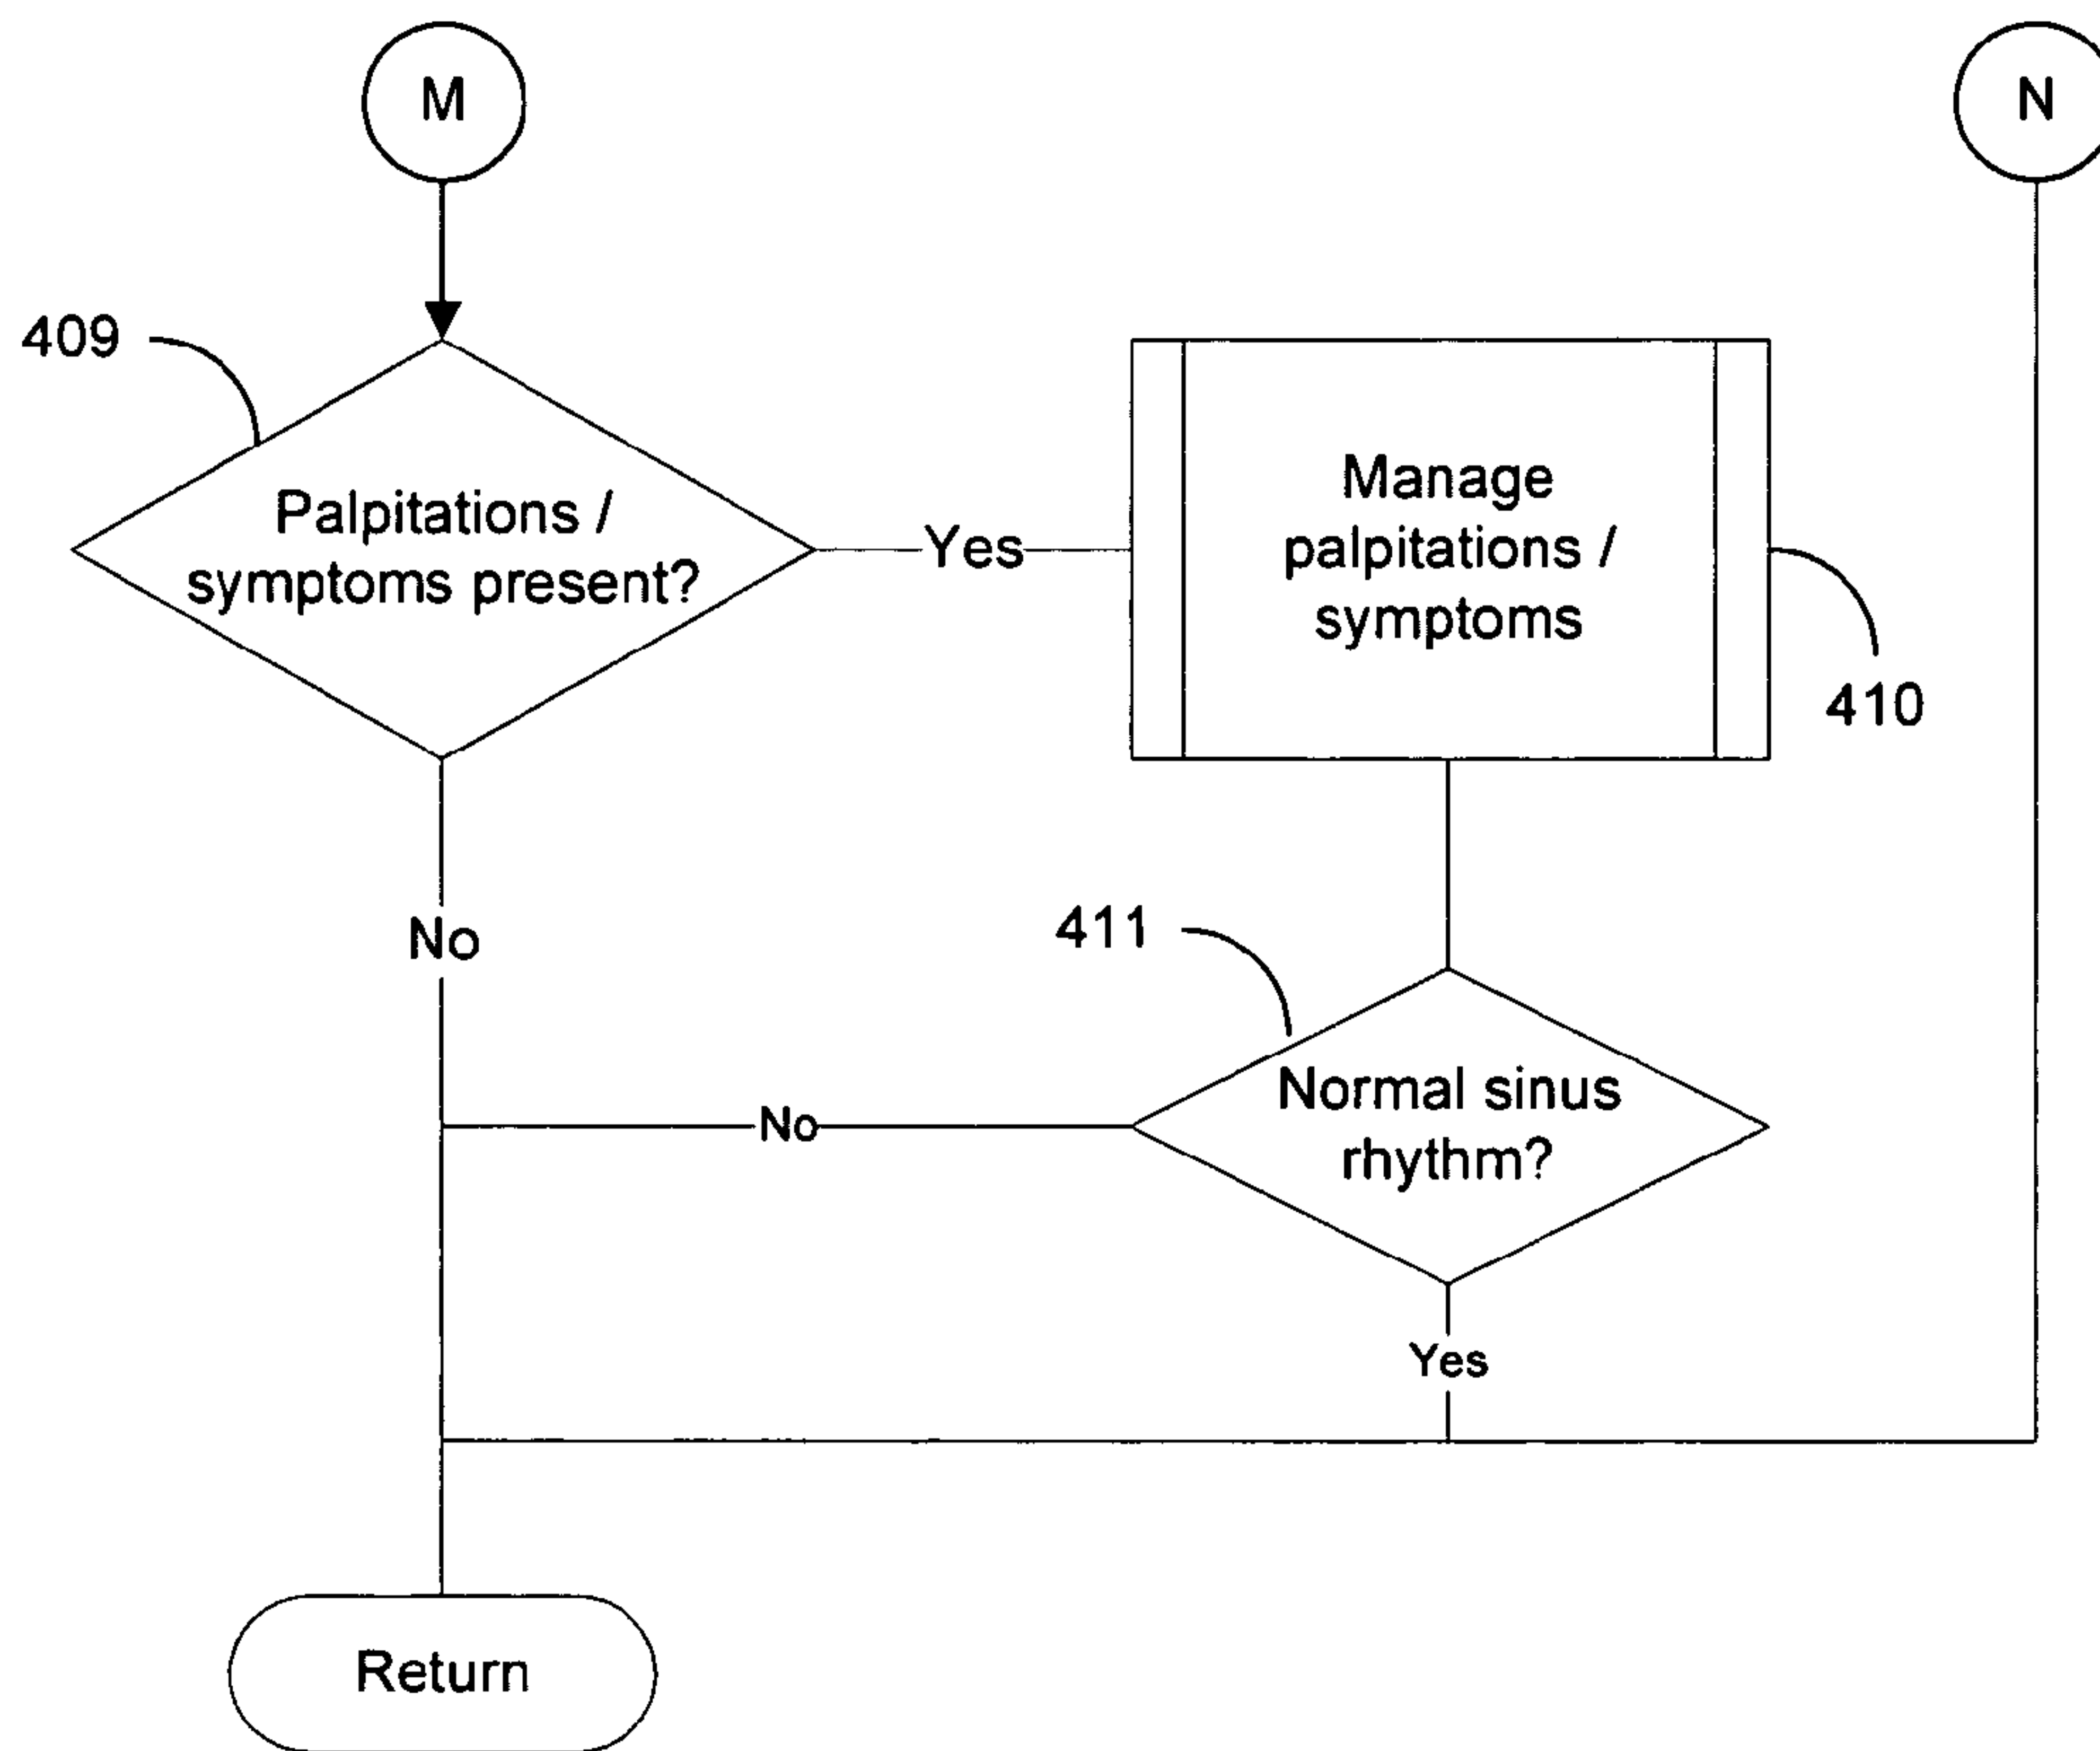 M
N
409
Palpitations /
symptoms present?
Yes
Manage
palpitations /
symptoms
410
No
411
Normal sinus
rhythm?
No
Yes
Return